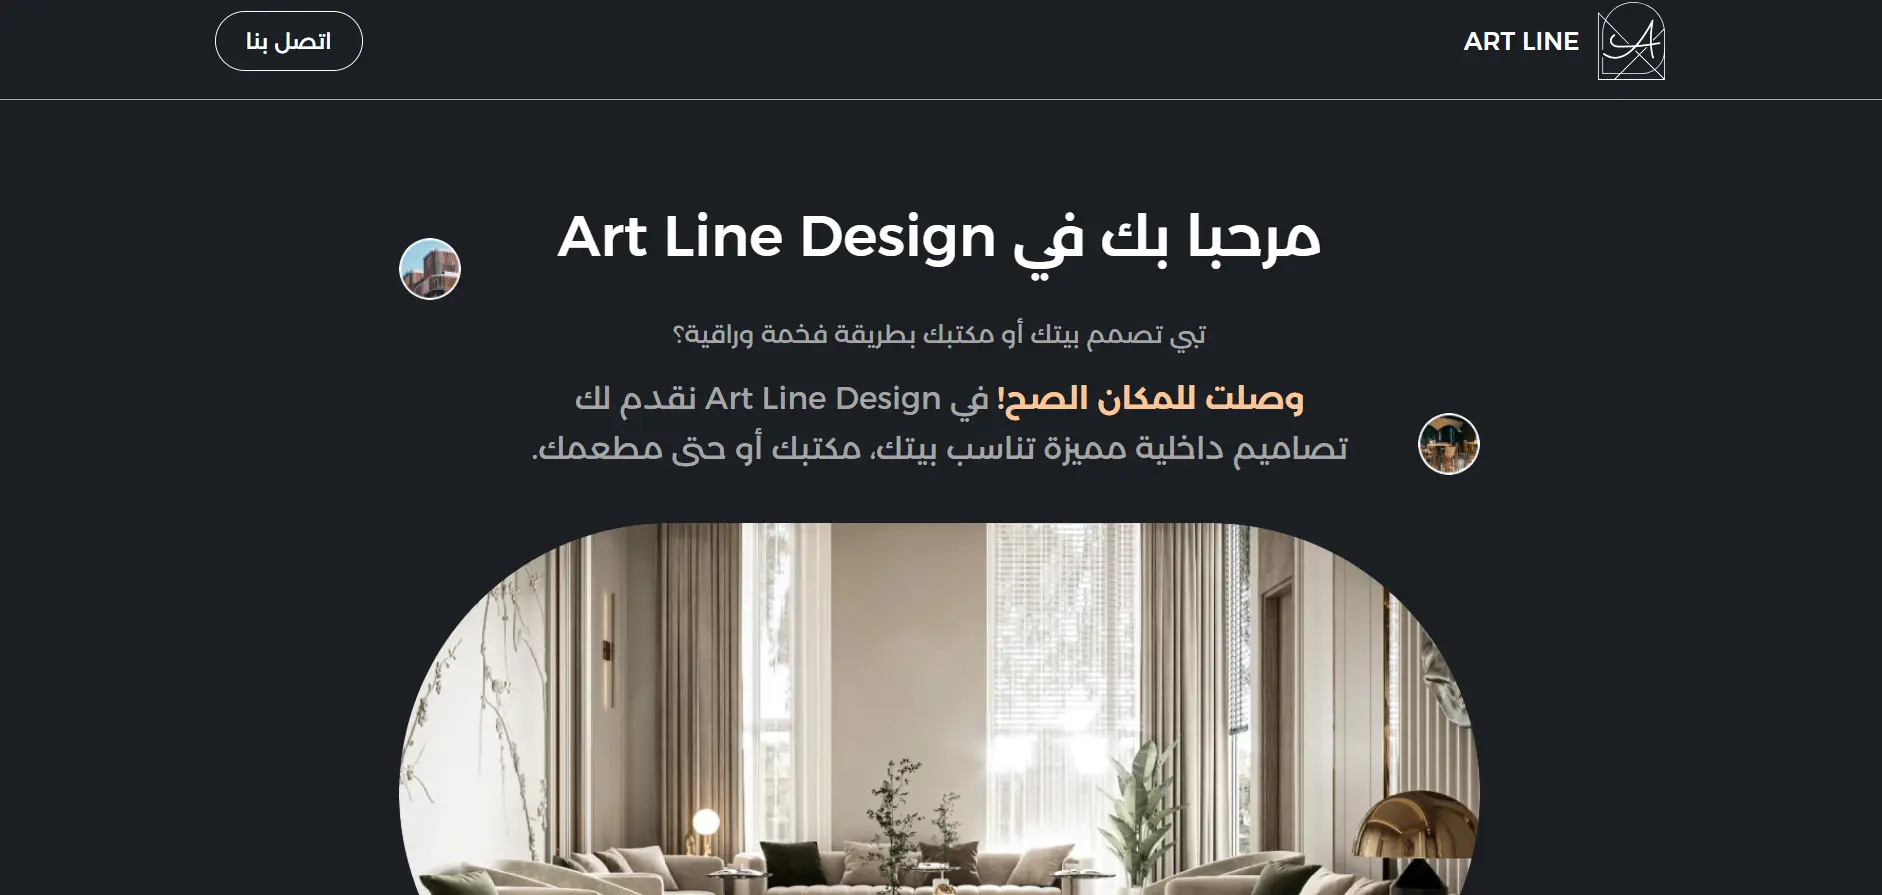 ART LINE
اتصل بنا
مرحبا بك في Art Line Design
تبي تصمم بيتك أو مكتبك بطريقة فخمة وراقية؟
وصلت للمكان الصح! في Art Line Design نقدم لك
تصاميم داخلية مميزة تناسب بيتك، مكتبك أو حتى مطعمك.